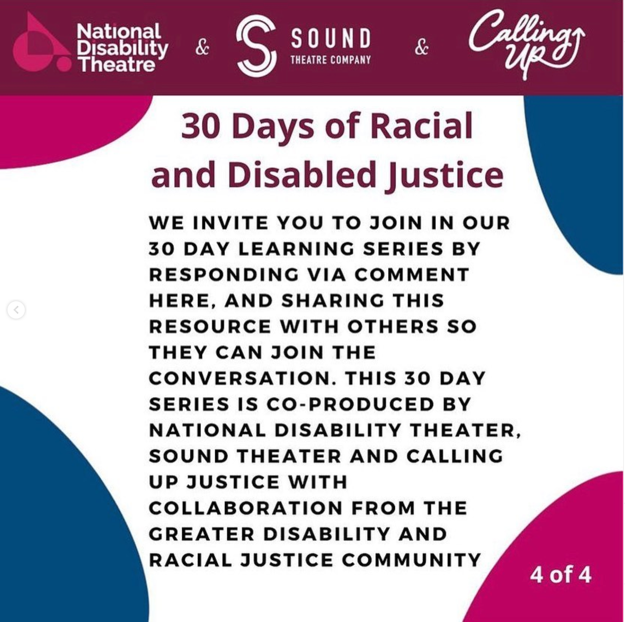 National
Disability
Theatre
&
S SOUND
THEATRE COMPANY
&
Calling
UP
30 Days of Racial
and Disabled Justice
WE INVITE YOU TO JOIN IN OUR
30 DAY LEARNING SERIES BY
RESPONDING VIA COMMENT
HERE, AND SHARING THIS
RESOURCE WITH OTHERS SO
THEY CAN JOIN THE
CONVERSATION. THIS 30 DAY
SERIES IS CO-PRODUCED BY
NATIONAL DISABILITY THEATER,
SOUND THEATER AND CALLING
UP JUSTICE WITH
COLLABORATION FROM THE
GREATER DISABILITY AND
RACIAL JUSTICE COMMUNITY
4 of 4